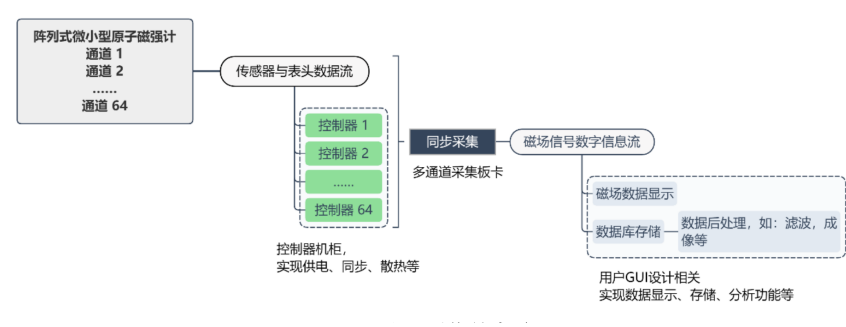 阵列式微小型原子磁强计
通道 1
通道 2
……
通道 64
传感器与表头数据流
控制器 1
控制器 2
……
控制器 64
控制器机柜，
实现供电、同步、散热等
同步采集
多通道采集板卡
磁场信号数字信息流
磁场数据显示
数据库存储
数据后处理，如：滤波，成
像等
用户GUI设计相关
实现数据显示、存储、分析功能等